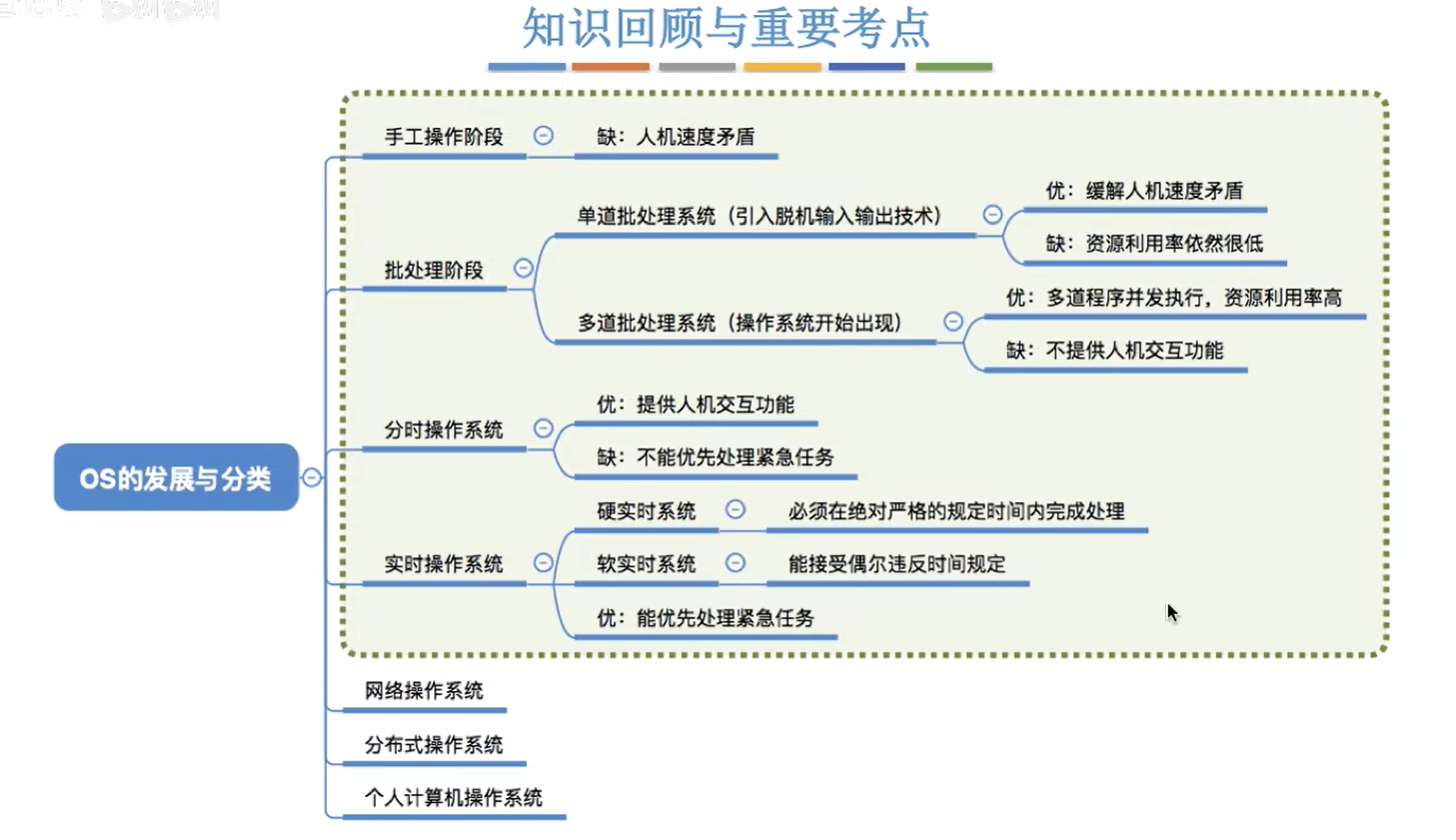 知识回顾与重要考点
手工操作阶段
缺：人机速度矛盾
批处理阶段
单道批处理系统（引入脱机输入输出技术）
优：缓解人机速度矛盾
缺：资源利用率依然很低
多道批处理系统（操作系统开始出现）
优：多道程序并发执行，资源利用率高
缺：不提供人机交互功能
OS的发展与分类
分时操作系统
优：提供人机交互功能
缺：不能优先处理紧急任务
实时操作系统
硬实时系统
必须在绝对严格的规定时间内完成处理
软实时系统
能接受偶尔违反时间规定
优：能优先处理紧急任务
网络操作系统
分布式操作系统
个人计算机操作系统